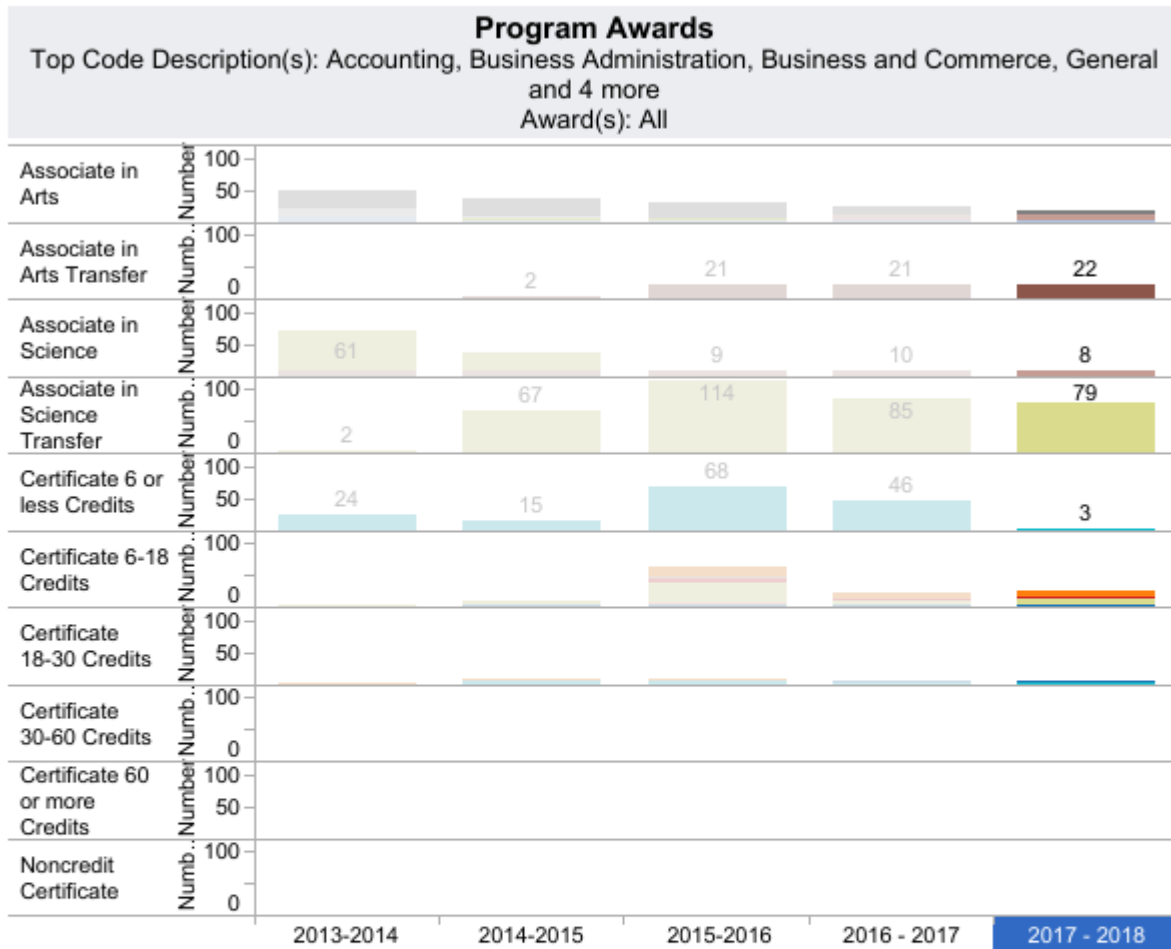 Program Awards
Top Code Description(s): Accounting, Business Administration, Business and Commerce, General
and 4 more
Award(s): All
Associate in
Arts
Number
100
50
Associate in
Arts Transfer
Numb..
100
0
2
21
21
22
Associate in
Science
Number
100
50
61
9
10
8
Associate in
Science
Transfer
Numb..
100
0
2
67
114
85
79
Certificate 6 or
less Credits
Number
100
50
24
15
68
46
3
Certificate 6-18
Credits
Numb..
100
0
Certificate
18-30 Credits
Number
100
50
Certificate
30-60 Credits
Numb..
100
0
Certificate 60
or more
Credits
Number
100
50
Noncredit
Certificate
Numb..
100
0
2013-2014
2014-2015
2015-2016
2016 - 2017
2017 - 2018